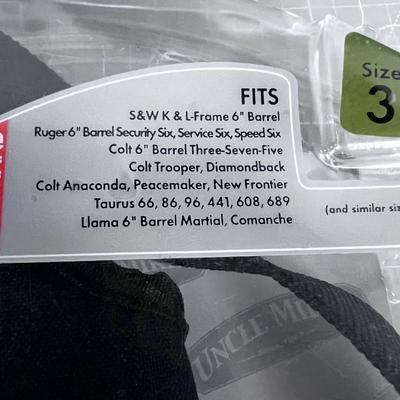 FITS
S&W K & L-Frame 6" Barrel
Ruger 6" Barrel Security Six, Service Six, Speed Six
Colt 6" Barrel Three-Seven-Five
Colt Trooper, Diamondback
Colt Anaconda, Peacemaker, New Frontier
Taurus 66, 86, 96, 441, 608, 689
Llama 6" Barrel Martial, Comanche
Size
3
(and similar
UNCLE